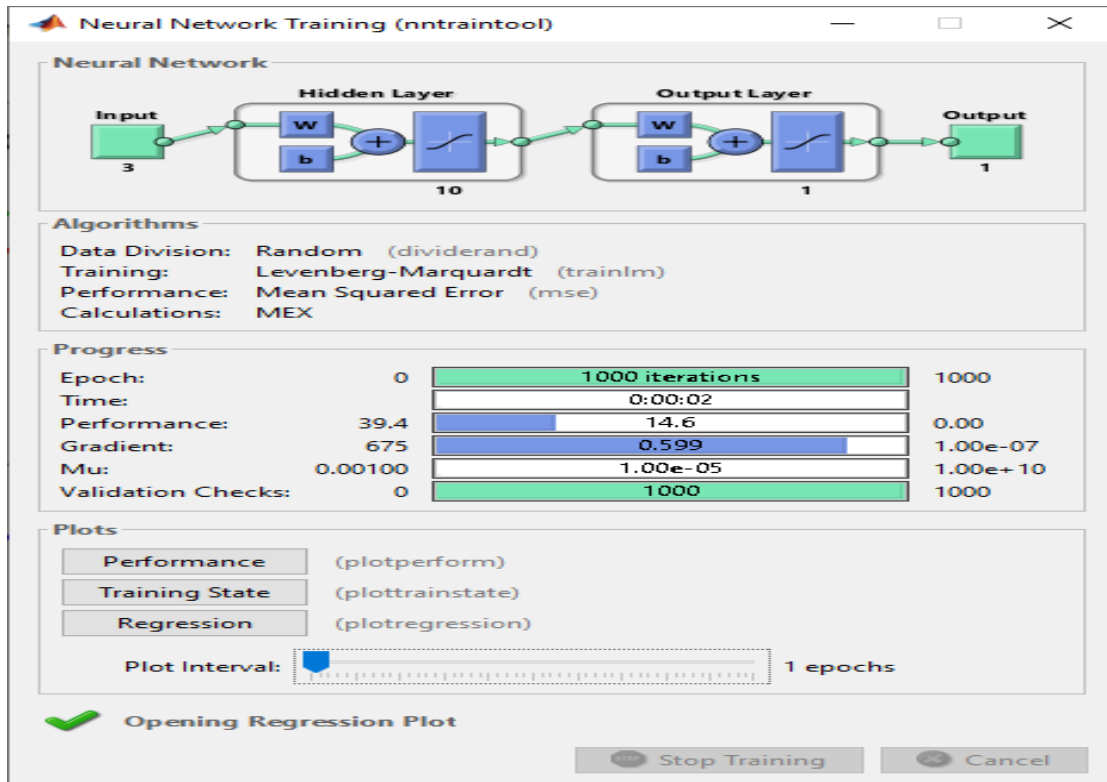 Neural Network Training (nntraintool)
Neural Network
Hidden Layer
Output Layer
Input
Output
W
W
b
b
3
10
1
1
Algorithms
Data Division: Random (dividerand)
Training: Levenberg-Marquardt (trainlm)
Performance: Mean Squared Error (mse)
Calculations: MEX
Progress
Epoch: 0 1000 iterations 1000
Time: 0:00:02
Performance: 39.4 14.6 0.00
Gradient: 675 0.599 1.00e-07
Mu: 0.00100 1.00e-05 1.00e+10
Validation Checks: 0 1000 1000
Plots
Performance (plotperform)
Training State (plottrainstate)
Regression (plotregression)
Plot Interval: 1 epochs
Opening Regression Plot
Stop Training Cancel